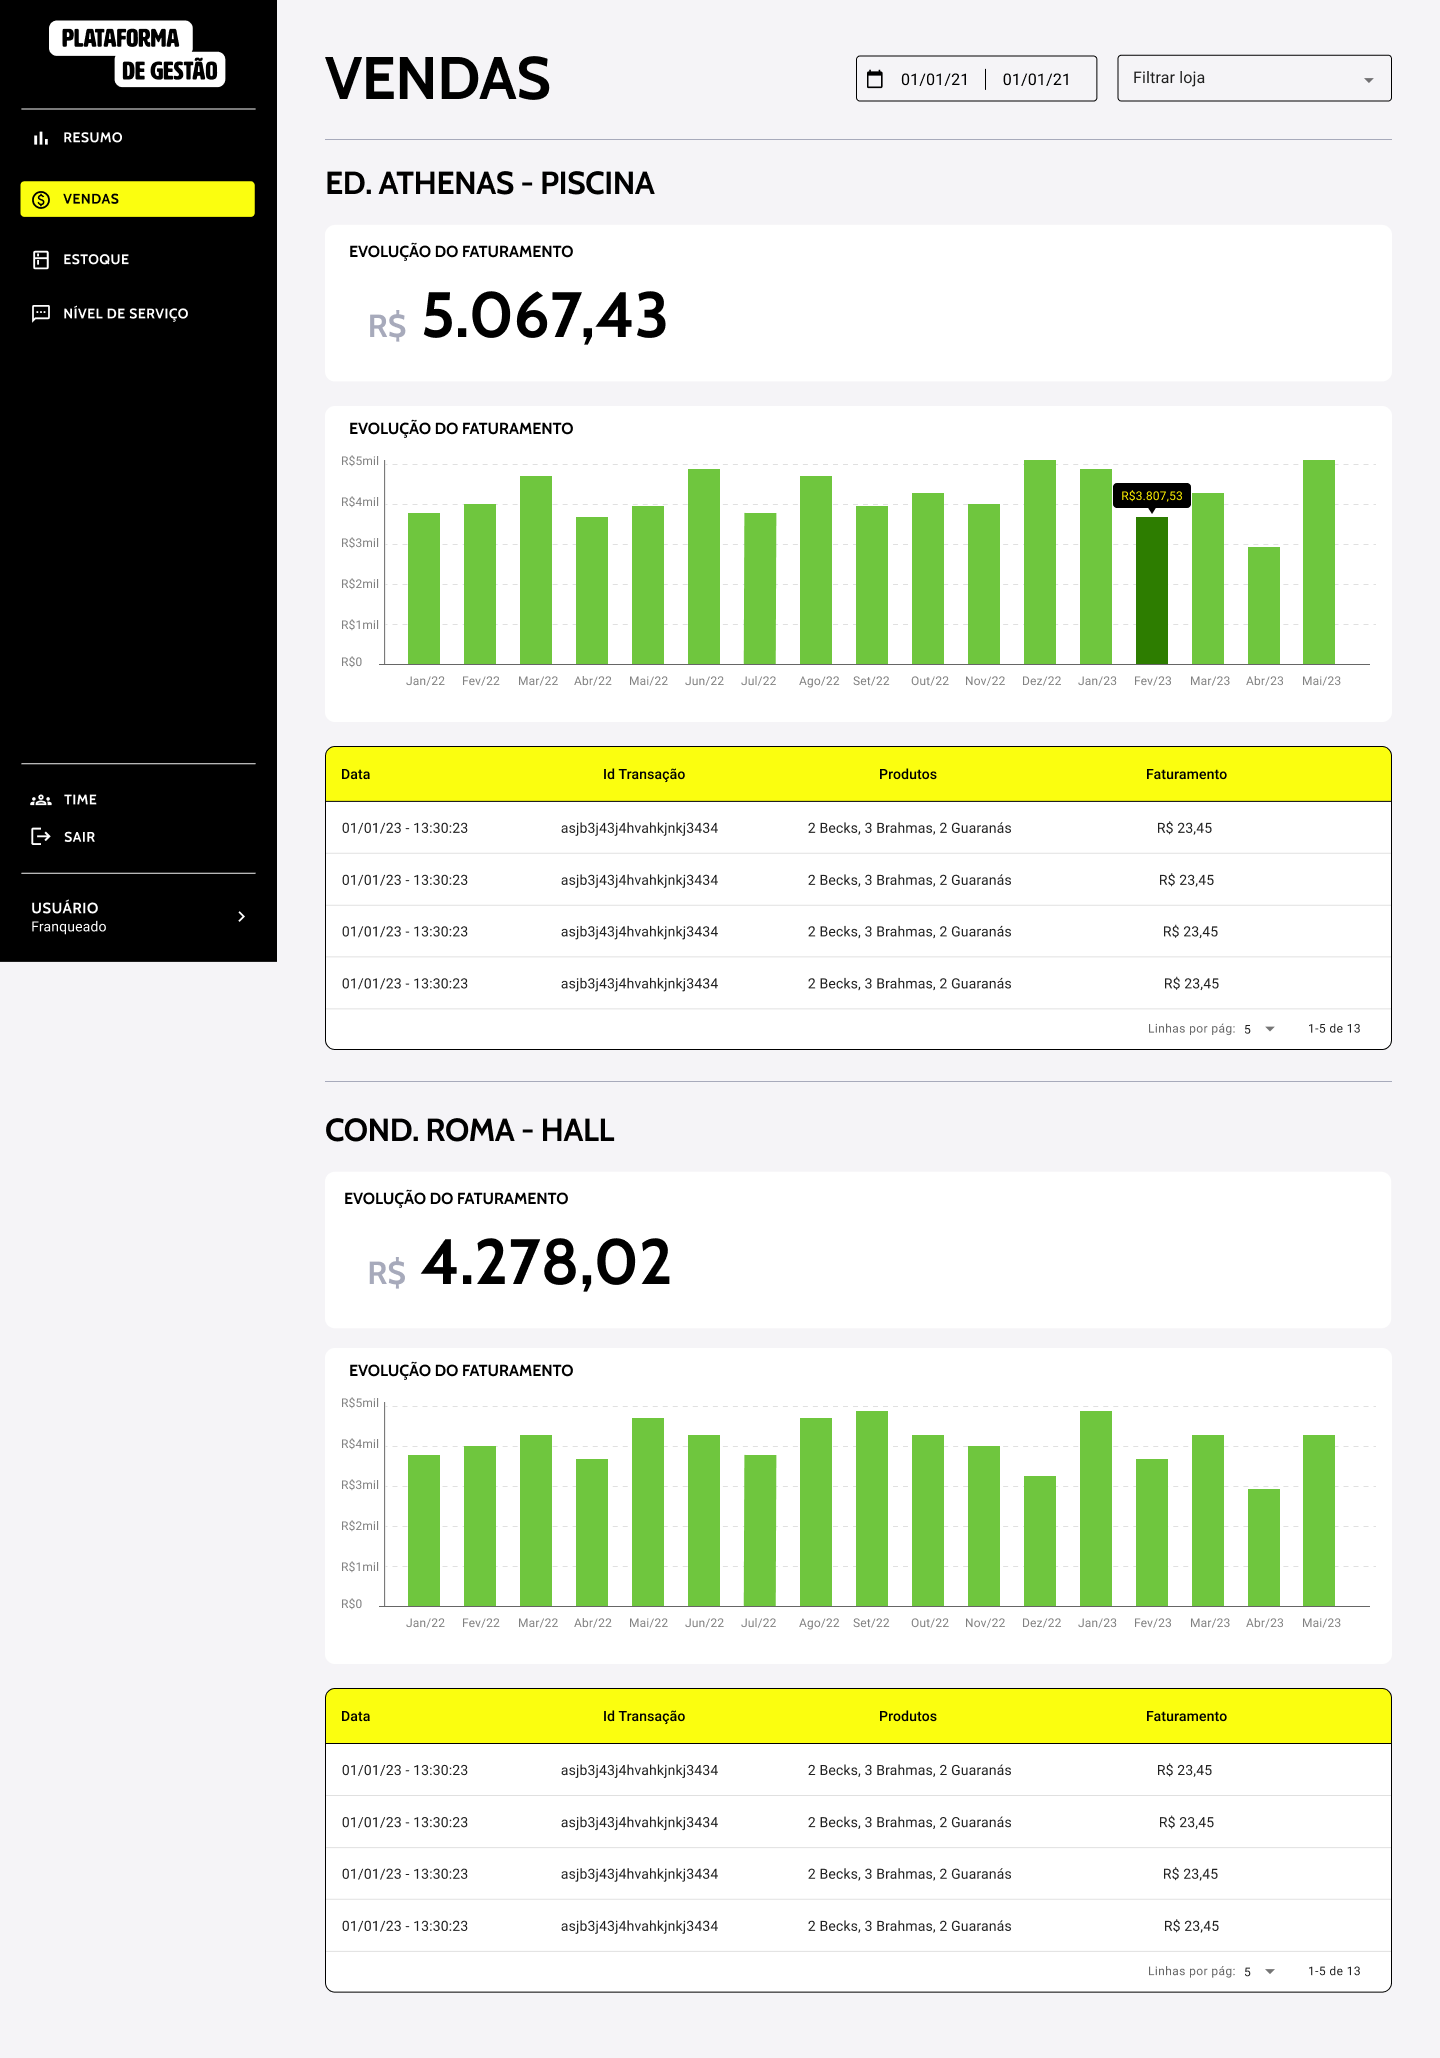 PLATAFORMA
DE GESTÃO
RESUMO
VENDAS
ESTOQUE
NÍVEL DE SERVIÇO
TIME
SAIR
USUÁRIO
Franqueado
VENDAS
01/01/21 01/01/21 Filtrar loja
ED. ATHENAS - PISCINA
EVOLUÇÃO DO FATURAMENTO
R$ 5.067,43
EVOLUÇÃO DO FATURAMENTO
R$5mil
R$4mil
R$3mil
R$2mil
R$1mil
R$0
R$3.807,53
Jan/22 Fev/22 Mar/22 Abr/22 Mai/22 Jun/22 Jul/22 Ago/22 Set/22 Out/22 Nov/22 Dez/22 Jan/23 Fev/23 Mar/23 Abr/23 Mai/23
Data Id Transação Produtos Faturamento
01/01/23 - 13:30:23 asjb3j43j4hvahkjnkj3434 2 Becks, 3 Brahmas, 2 Guaranás R$ 23,45
01/01/23 - 13:30:23 asjb3j43j4hvahkjnkj3434 2 Becks, 3 Brahmas, 2 Guaranás R$ 23,45
01/01/23 - 13:30:23 asjb3j43j4hvahkjnkj3434 2 Becks, 3 Brahmas, 2 Guaranás R$ 23,45
01/01/23 - 13:30:23 asjb3j43j4hvahkjnkj3434 2 Becks, 3 Brahmas, 2 Guaranás R$ 23,45
Linhas por pág: 5 1-5 de 13
COND. ROMA - HALL
EVOLUÇÃO DO FATURAMENTO
R$ 4.278,02
EVOLUÇÃO DO FATURAMENTO
R$5mil
R$4mil
R$3mil
R$2mil
R$1mil
R$0
Jan/22 Fev/22 Mar/22 Abr/22 Mai/22 Jun/22 Jul/22 Ago/22 Set/22 Out/22 Nov/22 Dez/22 Jan/23 Fev/23 Mar/23 Abr/23 Mai/23
Data Id Transação Produtos Faturamento
01/01/23 - 13:30:23 asjb3j43j4hvahkjnkj3434 2 Becks, 3 Brahmas, 2 Guaranás R$ 23,45
01/01/23 - 13:30:23 asjb3j43j4hvahkjnkj3434 2 Becks, 3 Brahmas, 2 Guaranás R$ 23,45
01/01/23 - 13:30:23 asjb3j43j4hvahkjnkj3434 2 Becks, 3 Brahmas, 2 Guaranás R$ 23,45
01/01/23 - 13:30:23 asjb3j43j4hvahkjnkj3434 2 Becks, 3 Brahmas, 2 Guaranás R$ 23,45
Linhas por pág: 5 1-5 de 13